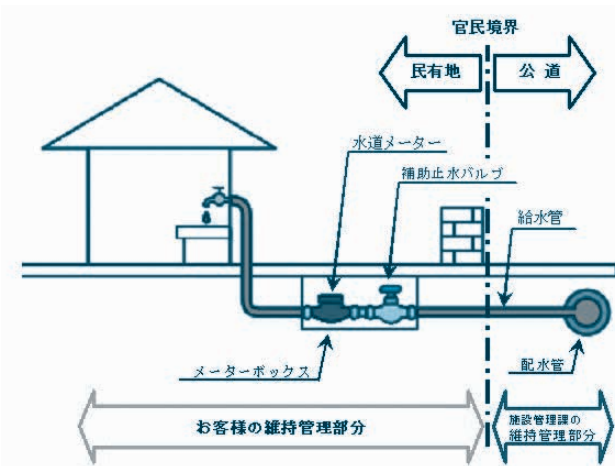 官民境界
民有地
公道
水道メーター
補助止水バルブ
給水管
メーターボックス
配水管
お客様の維持管理部分
施設管理課の
維持管理部分